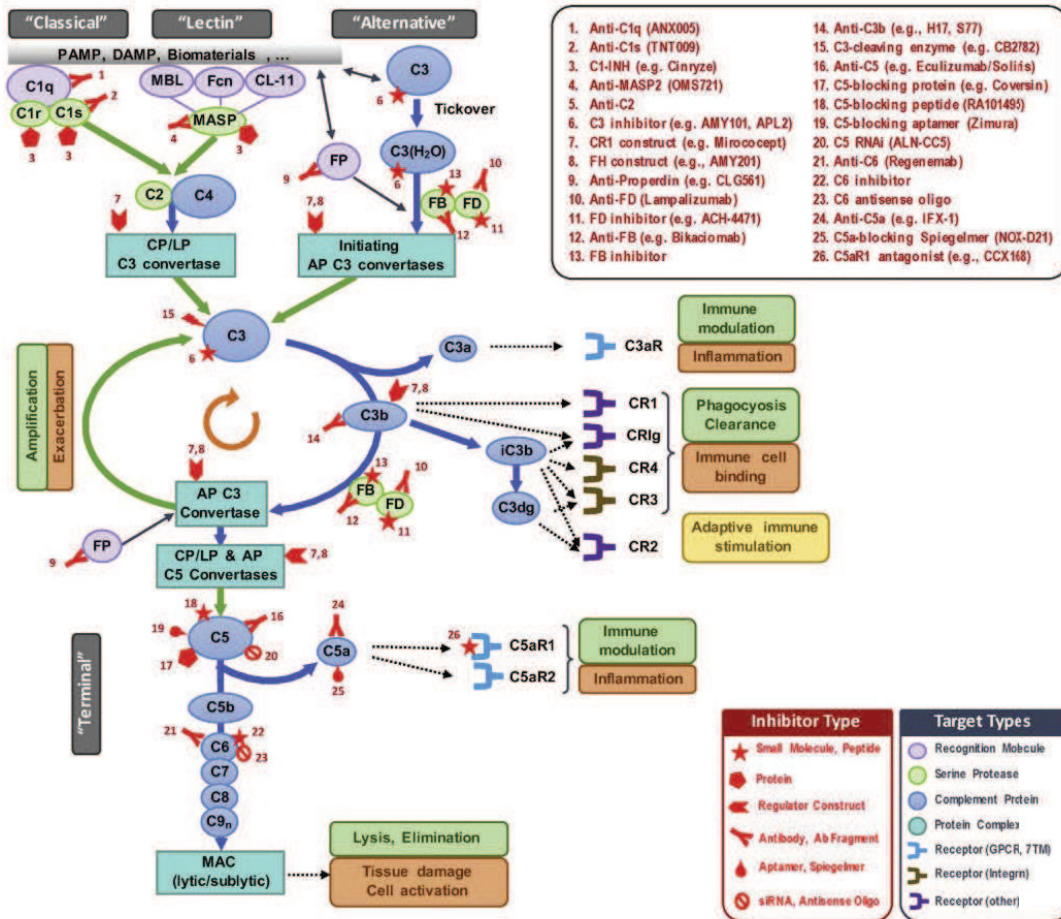 “Classical”
“Lectin”
“Alternative”
PAMP, DAMP, Biomaterials , ...
C1q
1
C1r
C1s
2
3
3
MBL
Fcn
CL-11
MASP
4
3
C3
6
Tickover
C3(H₂O)
6
FP
9
13
10
FB
FD
12
11
C2
C4
7
7,8
CP/LP
C3 convertase
Initiating
AP C3 convertases
1. Anti-C1q (ANX005)
2. Anti-C1s (TNT009)
3. C1-INH (e.g. Cinryze)
4. Anti-MASP2 (OMS721)
5. Anti-C2
6. C3 inhibitor (e.g. AMY101, APL2)
7. CR1 construct (e.g. Mirococept)
8. FH construct (e.g., AMY201)
9. Anti-Properdin (e.g. CLG561)
10. Anti-FD (Lampalizumab)
11. FD inhibitor (e.g. ACH-4471)
12. Anti-FB (e.g. Bikaciomab)
13. FB inhibitor
14. Anti-C3b (e.g., H17, S77)
15. C3-cleaving enzyme (e.g. CB2782)
16. Anti-C5 (e.g. Eculizumab/Soliris)
17. C5-blocking protein (e.g. Coversin)
18. C5-blocking peptide (RA101495)
19. C5-blocking aptamer (Zimura)
20. C5 RNAi (ALN-CC5)
21. Anti-C6 (Regenemab)
22. C6 inhibitor
23. C6 antisense oligo
24. Anti-C5a (e.g. IFX-1)
25. C5a-blocking Spiegelmer (NOX-D21)
26. C5aR1 antagonist (e.g., CCX168)
15
C3
6
C3a
C3aR
Immune
modulation
Inflammation
Amplification
Exacerbation
7,8
C3b
14
CR1
CRIg
CR4
CR3
CR2
iC3b
C3dg
Phagocyosis
Clearance
Immune cell
binding
Adaptive immune
stimulation
7,8
AP C3
Convertase
13
10
FB
FD
12
11
FP
9
CP/LP & AP
C5 Convertases
7,8
“Terminal”
18
16
19
C5
20
17
24
C5a
25
26
C5aR1
C5aR2
Immune
modulation
Inflammation
C5b
21
22
C6
23
C7
C8
C9ₙ
MAC
(lytic/sublytic)
Lysis, Elimination
Tissue damage
Cell activation
Inhibitor Type
Small Molecule, Peptide
Protein
Regulator Construct
Antibody, Ab Fragment
Aptamer, Spiegelmer
siRNA, Antisense Oligo
Target Types
Recognition Molecule
Serine Protease
Complement Protein
Protein Complex
Receptor (GPCR, 7TM)
Receptor (Integrin)
Receptor (other)